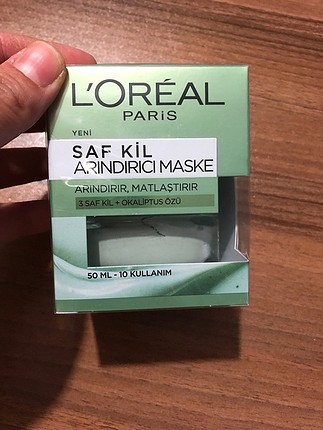 L'ORÉAL
PARiS
YENİ
SAF KİL
ARINDIRICI MASKE
ARINDIRIR, MATLAŞTIRIR
3 SAF KİL + OKALİPTUS ÖZÜ
50 ML - 10 KULLANIM